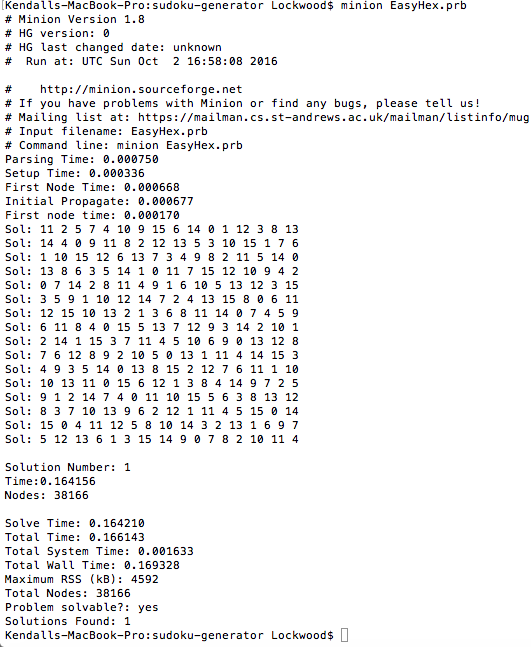 Kendalls-MacBook-Pro:sudoku-generator Lockwood$ minion EasyHex.prb
# Minion Version 1.8
# HG version: 0
# HG last changed date: unknown
#  Run at: UTC Sun Oct  2 16:58:08 2016

#    http://minion.sourceforge.net
# If you have problems with Minion or find any bugs, please tell us!
# Mailing list at: https://mailman.cs.st-andrews.ac.uk/mailman/listinfo/mug
# Input filename: EasyHex.prb
# Command line: minion EasyHex.prb
Parsing Time: 0.000750
Setup Time: 0.000336
First Node Time: 0.000668
Initial Propagate: 0.000677
First node time: 0.000170
Sol: 11 2 5 7 4 10 9 15 6 14 0 1 12 3 8 13
Sol: 14 4 0 9 11 8 2 12 13 5 3 10 15 1 7 6
Sol: 1 10 15 12 6 13 7 3 4 9 8 2 11 5 14 0
Sol: 13 8 6 3 5 14 1 0 11 7 15 12 10 9 4 2
Sol: 0 7 14 2 8 11 4 9 1 6 10 5 13 12 3 15
Sol: 3 5 9 1 10 12 14 7 2 4 13 15 8 0 6 11
Sol: 12 15 10 13 2 1 3 6 8 11 14 0 7 4 5 9
Sol: 6 11 8 4 0 15 5 13 7 12 9 3 14 2 10 1
Sol: 2 14 1 15 3 7 11 4 5 10 6 9 0 13 12 8
Sol: 7 6 12 8 9 2 10 5 0 13 1 11 4 14 15 3
Sol: 4 9 3 5 14 0 13 8 15 2 12 7 6 11 1 10
Sol: 10 13 11 0 15 6 12 1 3 8 4 14 9 7 2 5
Sol: 9 1 2 14 7 4 0 11 10 15 5 6 3 8 13 12
Sol: 8 3 7 10 13 9 6 2 12 1 11 4 5 15 0 14
Sol: 15 0 4 11 12 5 8 10 14 3 2 13 1 6 9 7
Sol: 5 12 13 6 1 3 15 14 9 0 7 8 2 10 11 4

Solution Number: 1
Time:0.164156
Nodes: 38166

Solve Time: 0.164210
Total Time: 0.166143
Total System Time: 0.001633
Total Wall Time: 0.169328
Maximum RSS (kB): 4592
Total Nodes: 38166
Problem solvable?: yes
Solutions Found: 1
Kendalls-MacBook-Pro:sudoku-generator Lockwood$